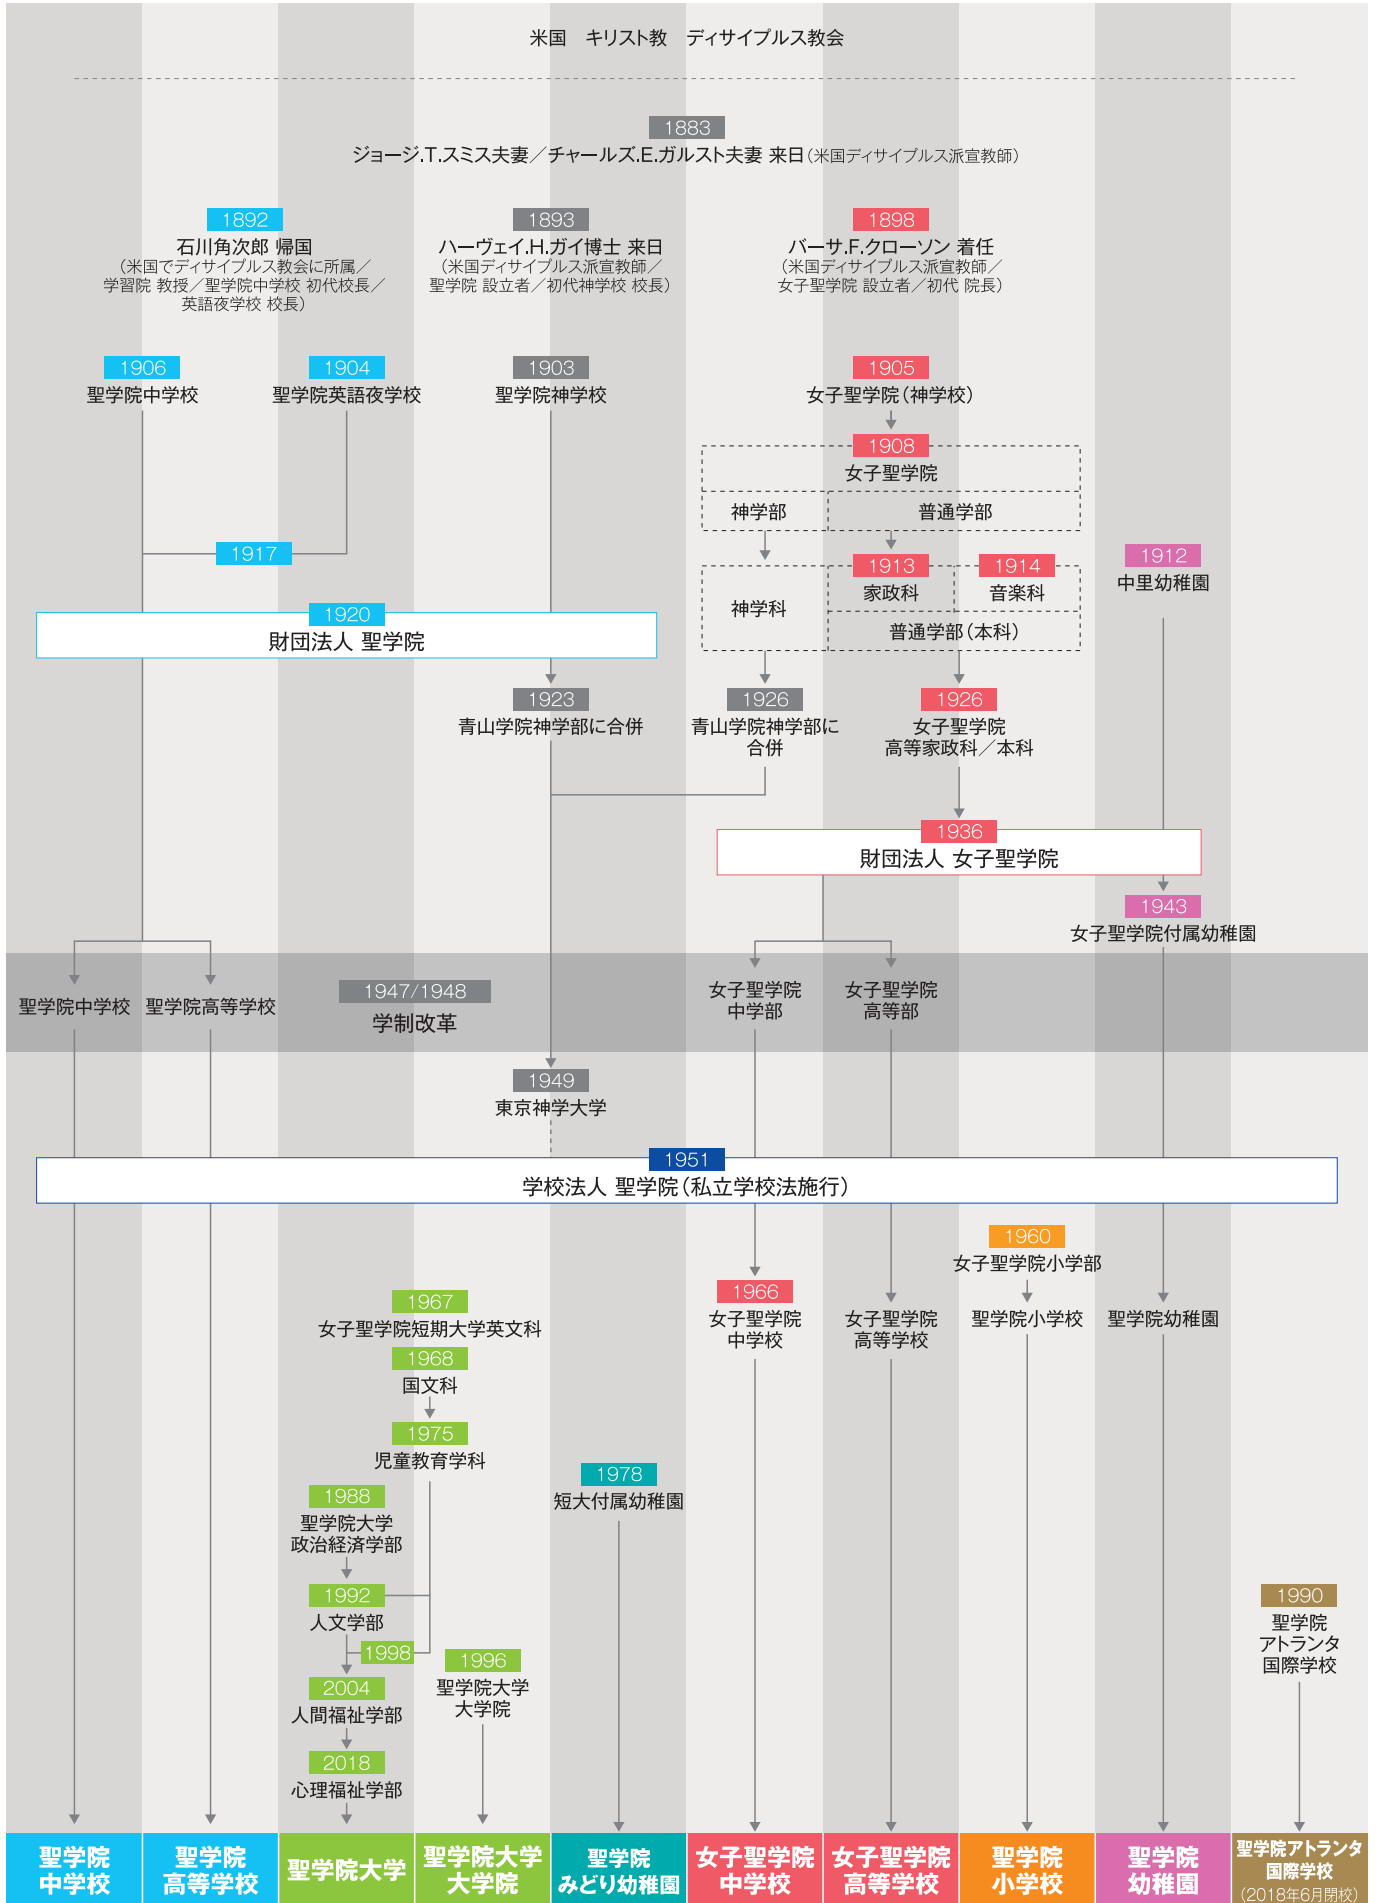 米国　キリスト教　ディサイプルス教会
1883
ジョージ.T.スミス夫妻／チャールズ.E.ガルスト夫妻 来日（米国ディサイプルス派宣教師）
1892
石川角次郎 帰国
（米国でディサイプルス教会に所属／
学習院 教授／聖学院中学校 初代校長／
英語夜学校 校長）
1893
ハーヴェイ.H.ガイ博士 来日
（米国ディサイプルス派宣教師／
聖学院 設立者／初代神学校 校長）
1898
バーサ.F.クローソン 着任
（米国ディサイプルス派宣教師／
女子聖学院 設立者／初代 院長）
1906
聖学院中学校
1904
聖学院英語夜学校
1903
聖学院神学校
1905
女子聖学院（神学校）
1908
女子聖学院
神学部
普通学部
1917
1913
家政科
1914
音楽科
神学科
普通学部（本科）
1912
中里幼稚園
1920
財団法人 聖学院
1923
青山学院神学部に合併
1926
青山学院神学部に
合併
1926
女子聖学院
高等家政科／本科
1936
財団法人 女子聖学院
1943
女子聖学院付属幼稚園
聖学院中学校
聖学院高等学校
1947/1948
学制改革
女子聖学院
中学部
女子聖学院
高等部
1949
東京神学大学
1951
学校法人 聖学院（私立学校法施行）
1960
女子聖学院小学部
聖学院小学校
1966
女子聖学院
中学校
女子聖学院
高等学校
聖学院幼稚園
1967
女子聖学院短期大学英文科
1968
国文科
1975
児童教育学科
1978
短大付属幼稚園
1988
聖学院大学
政治経済学部
1992
人文学部
1998
1996
聖学院大学
大学院
1990
聖学院
アトランタ
国際学校
2004
人間福祉学部
2018
心理福祉学部
聖学院
中学校
聖学院
高等学校
聖学院大学
聖学院大学
大学院
聖学院
みどり幼稚園
女子聖学院
中学校
女子聖学院
高等学校
聖学院
小学校
聖学院
幼稚園
聖学院アトランタ
国際学校
（2018年6月閉校）